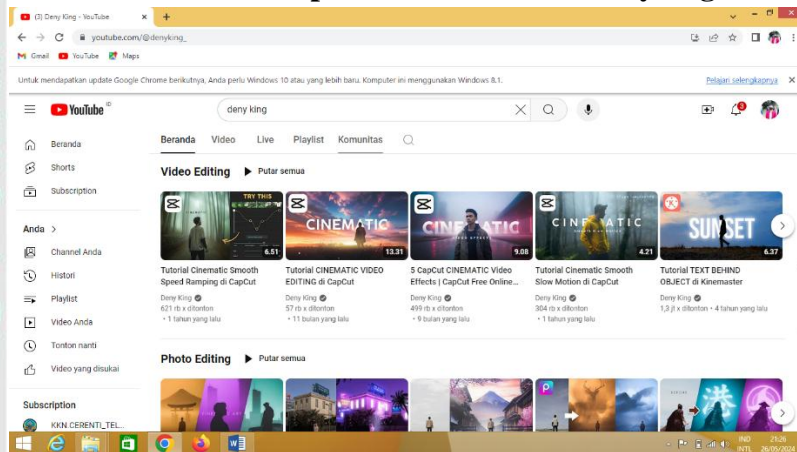 (3) Deny King - YouTube
youtube.com/@denyking_
Gmail YouTube Maps
Untuk mendapatkan update Google Chrome berikutnya, Anda perlu Windows 10 atau yang lebih baru. Komputer ini menggunakan Windows 8.1. Pelajari selengkapnya
YouTube ID
deny king
3
Beranda
Shorts
Subscription
Anda
Channel Anda
Histori
Playlist
Video Anda
Tonton nanti
Video yang disukai
Subscription
KKN.CERENTI_TEL...
Beranda Video Live Playlist Komunitas
Video Editing Putar semua
TRY THIS
6.51
Tutorial Cinematic Smooth
Speed Ramping di CapCut
Deny King
621 rb x ditonton
• 1 tahun yang lalu
CINEMATIC
13.31
Tutorial CINEMATIC VIDEO
EDITING di CapCut
Deny King
57 rb x ditonton
• 11 bulan yang lalu
CINEMATIC
9.08
5 CapCut CINEMATIC Video
Effects | CapCut Free Online...
Deny King
499 rb x ditonton
• 9 bulan yang lalu
CINEMATIC
4.21
Tutorial Cinematic Smooth
Slow Motion di CapCut
Deny King
304 rb x ditonton
• 1 tahun yang lalu
SUNSET
6.37
Tutorial TEXT BEHIND
OBJECT di Kinemaster
Deny King
1,3 jt x ditonton • 4 tahun yang lalu
Photo Editing Putar semua
IND
INTL
21:26
26/05/2024